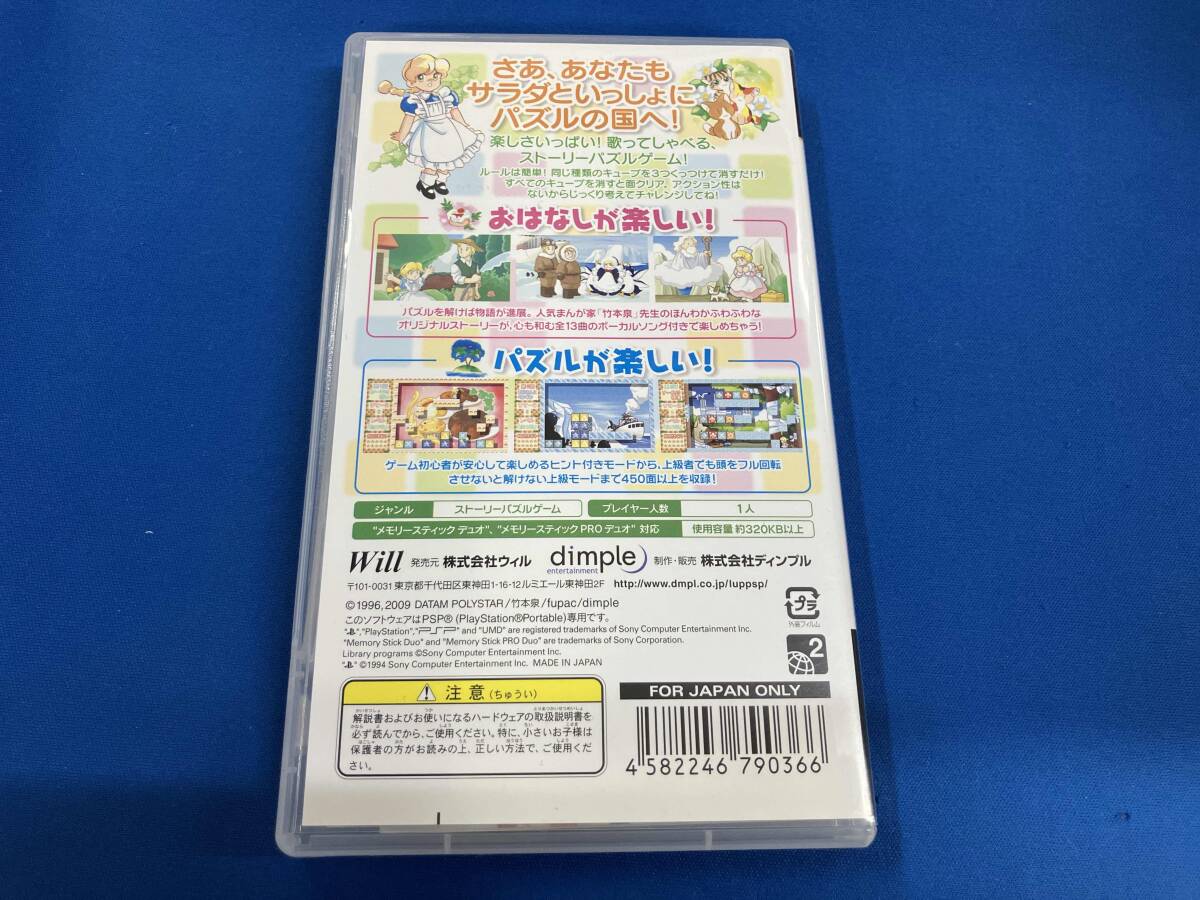 さあ、あなたも
サラダといっしょに
パズルの国へ!
楽しさいっぱい! 歌ってしゃべる、
ストーリーパズルゲーム!
ルールは簡単! 同じ種類のキューブを3つくっつけて消すだけ!
すべてのキューブを消すと面クリア。アクション性は
ないからじっくり考えてチャレンジしてね!
おはなしが楽しい!
パズルを解けば物語が進展。人気まんが家「竹本泉」先生のほんわかふわふわな
オリジナルストーリーが、心も和む全13曲のボーカルソング付きで楽しめちゃう!
パズルが楽しい!
ゲーム初心者が安心して楽しめるヒント付きモードから、上級者でも頭をフル回転
させないと解けない上級モードまで450面以上を収録!
ジャンル ストーリーパズルゲーム プレイヤー人数 1人
"メモリースティック デュオ"、"メモリースティック PRO デュオ" 対応 使用容量 約320KB以上
Will 発売元 株式会社ウィル dimple entertainment 制作・販売 株式会社ディンプル
〒101-0031 東京都千代田区東神田1-16-12 ルミエール東神田2F http://www.dmpl.co.jp/luppsp/
©1996, 2009 DATAM POLYSTAR/竹本泉/fupac/dimple
このソフトウェアはPSP® (PlayStation®Portable)専用です。
"PS","PlayStation","PSP" and "UMD" are registered trademarks of Sony Computer Entertainment Inc.
"Memory Stick Duo" and "Memory Stick PRO Duo" are trademarks of Sony Corporation.
Library programs ©Sony Computer Entertainment Inc.
"PS" ©1994 Sony Computer Entertainment Inc. MADE IN JAPAN
プラ
外装フィルム
2
注意(ちゅうい)
解説書およびお使いになるハードウェアの取扱説明書を
必ず読んでから、ご使用ください。特に、小さいお子様は
保護者の方がお読みの上、正しい方法で、ご使用くだ
さい。
FOR JAPAN ONLY
4 582246 790366